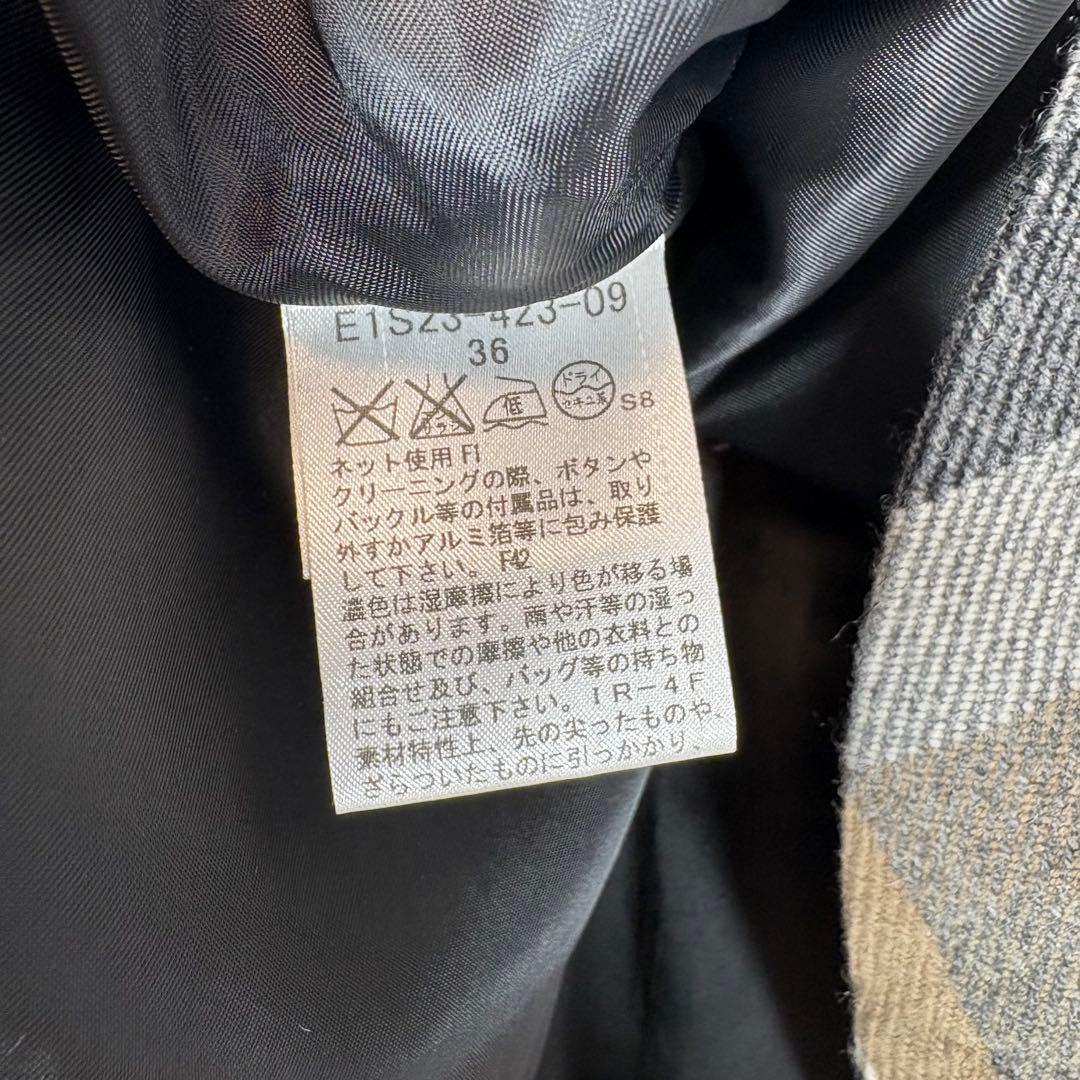 E1S23-423-09
36
低
ドライ
セキユ系
S8
ネット使用 F1
クリーニングの際、ボタンや
バックル等の付属品は、取り
外すかアルミ箔等に包み保護
して下さい。 F42
濃色は湿摩擦により色が移る場
合があります。雨や汗等の湿っ
た状態での摩擦や他の衣料との
組合せ及び、バッグ等の持ち物
にもご注意下さい。 IR-4F
素材特性上、先の尖ったものや、
ざらついたものに引っかかり、